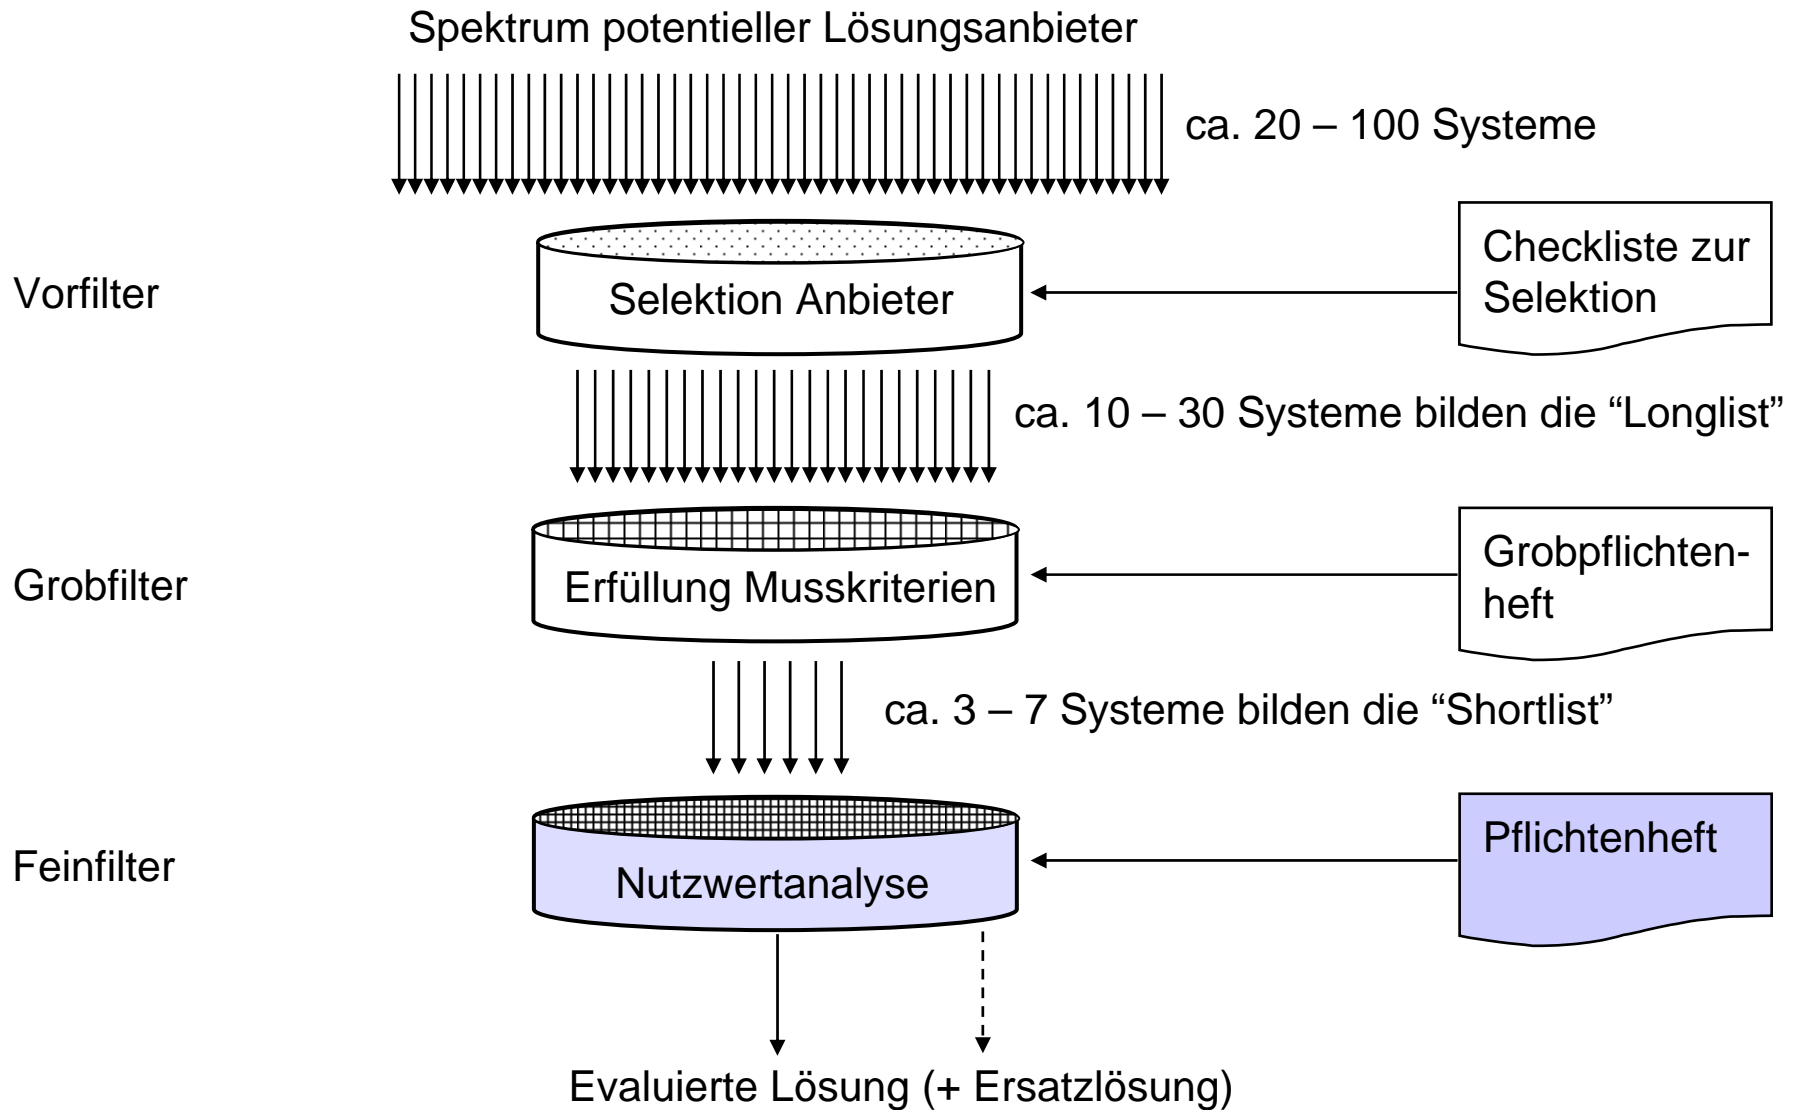 Spektrum potentieller Lösungsanbieter
ca. 20 – 100 Systeme
Vorfilter
Selektion Anbieter
Checkliste zur
Selektion
ca. 10 – 30 Systeme bilden die “Longlist”
Grobfilter
Erfüllung Musskriterien
Grobpflichten-
heft
ca. 3 – 7 Systeme bilden die “Shortlist”
Feinfilter
Nutzwertanalyse
Pflichtenheft
Evaluierte Lösung (+ Ersatzlösung)